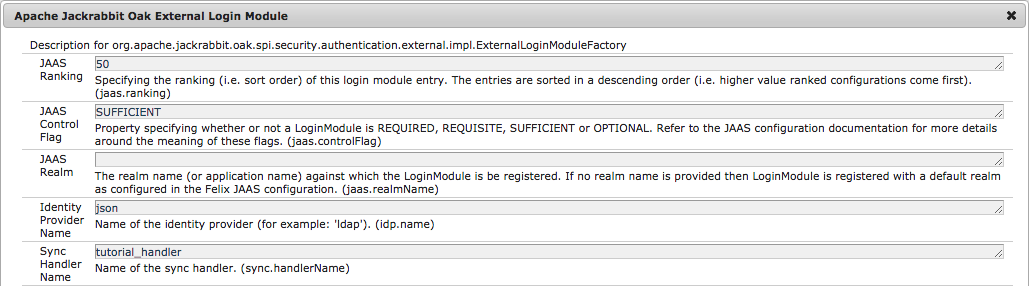 Apache Jackrabbit Oak External Login Module
Description for org.apache.jackrabbit.oak.spi.security.authentication.external.impl.ExternalLoginModuleFactory
JAAS Ranking
50
Specifying the ranking (i.e. sort order) of this login module entry. The entries are sorted in a descending order (i.e. higher value ranked configurations come first).
(jaas.ranking)
JAAS Control Flag
SUFFICIENT
Property specifying whether or not a LoginModule is REQUIRED, REQUISITE, SUFFICIENT or OPTIONAL. Refer to the JAAS configuration documentation for more details
around the meaning of these flags. (jaas.controlFlag)
JAAS Realm
The realm name (or application name) against which the LoginModule is be registered. If no realm name is provided then LoginModule is registered with a default realm
as configured in the Felix JAAS configuration. (jaas.realmName)
Identity Provider Name
json
Name of the identity provider (for example: 'ldap'). (idp.name)
Sync Handler Name
tutorial_handler
Name of the sync handler. (sync.handlerName)